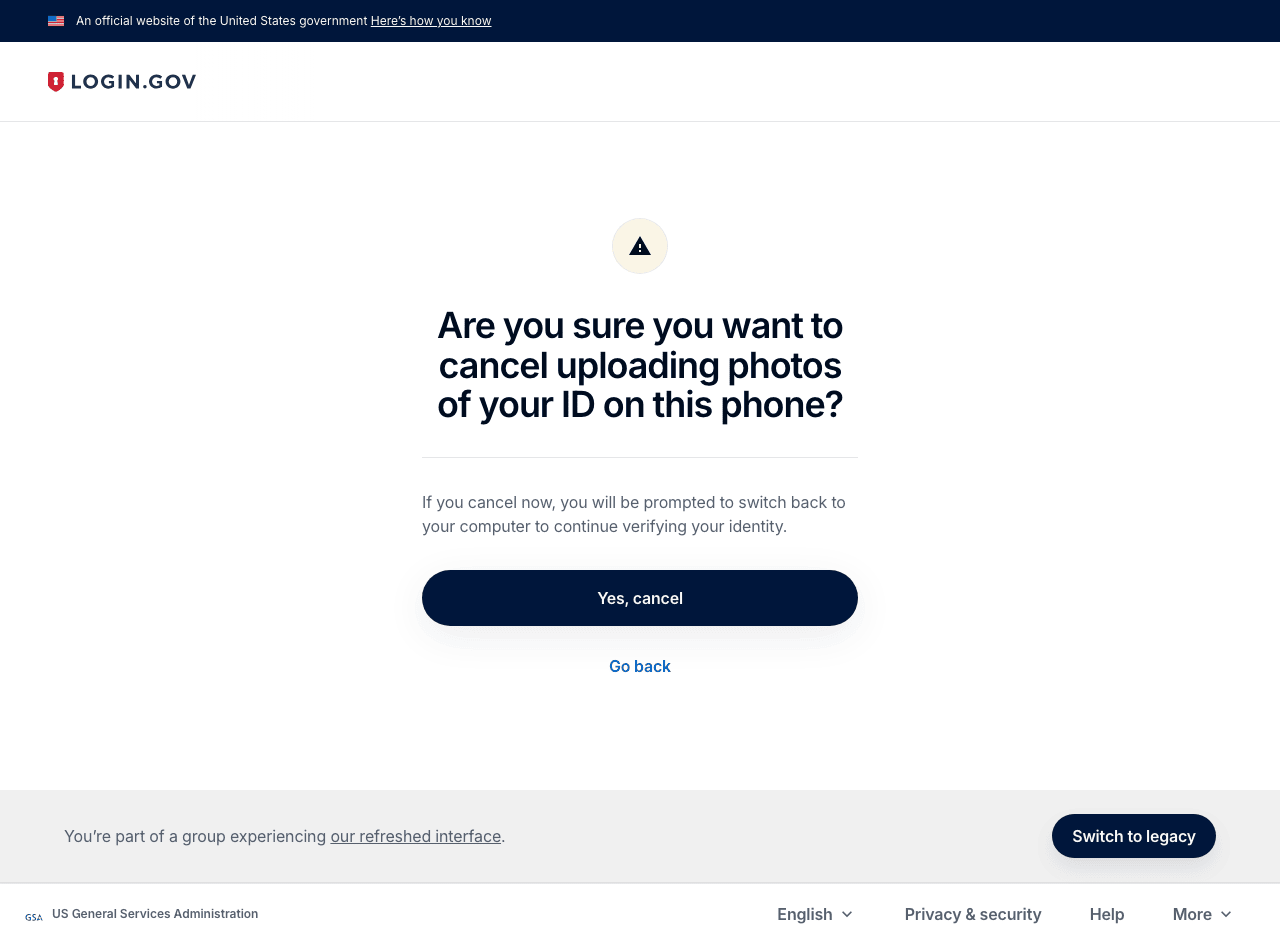 An official website of the United States government Here’s how you know
LOGIN.GOV
Are you sure you want to
cancel uploading photos
of your ID on this phone?
If you cancel now, you will be prompted to switch back to
your computer to continue verifying your identity.
Yes, cancel
Go back
You’re part of a group experiencing our refreshed interface.
Switch to legacy
GSA US General Services Administration
English
Privacy & security
Help
More